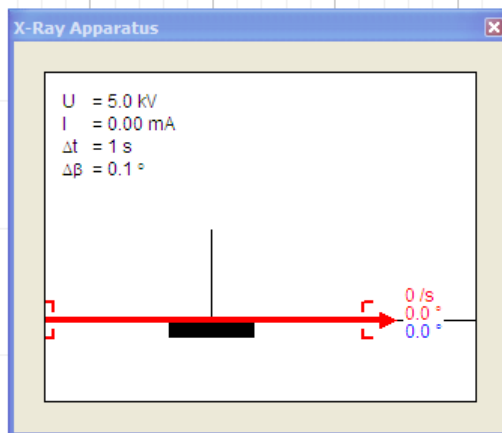 X-Ray Apparatus
U = 5.0 kV
I = 0.00 mA
Δt = 1 s
Δβ = 0.1 °
0 /s
0.0 °
0.0 °